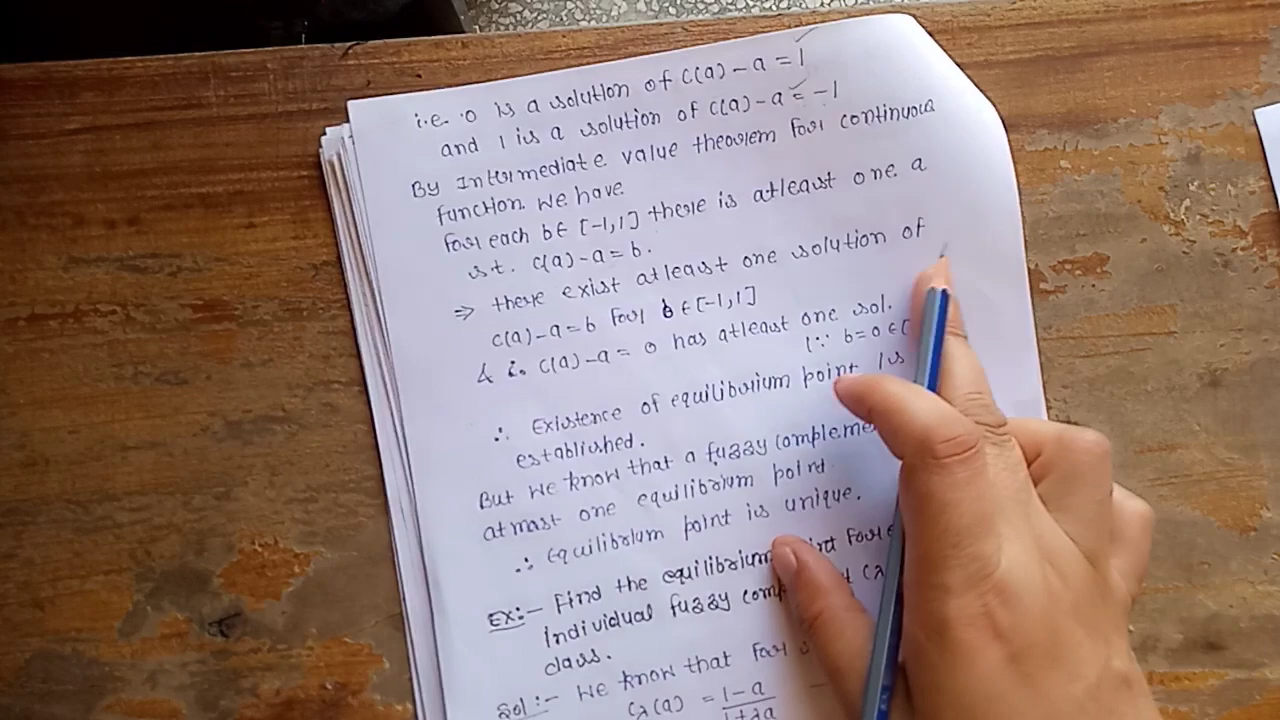 i.e. 0 is a solution of c(a) - a = 1
and 1 is a solution of c(a) - a = -1
By Intermediate value theorem for continuous
function. We have
for each b ∈ [-1,1] there is atleast one a
s.t. c(a) - a = b.
⇒ there exist atleast one solution of
c(a) - a = b for b ∈ [-1,1]
& i. c(a) - a = 0 has atleast one sol.
(∵ b = 0 ∈ [
∴ Existence of equilibrium point is
established.
But we know that a fuzzy compleme
atmast one equilibrium point
∴ equilibrium point is unique.
Ex:- Find the equilibrium point for e
individual fuzzy comp t Cλ
class.
Sol:- We know that for
Cλ(a) = 1-a / 1+λa